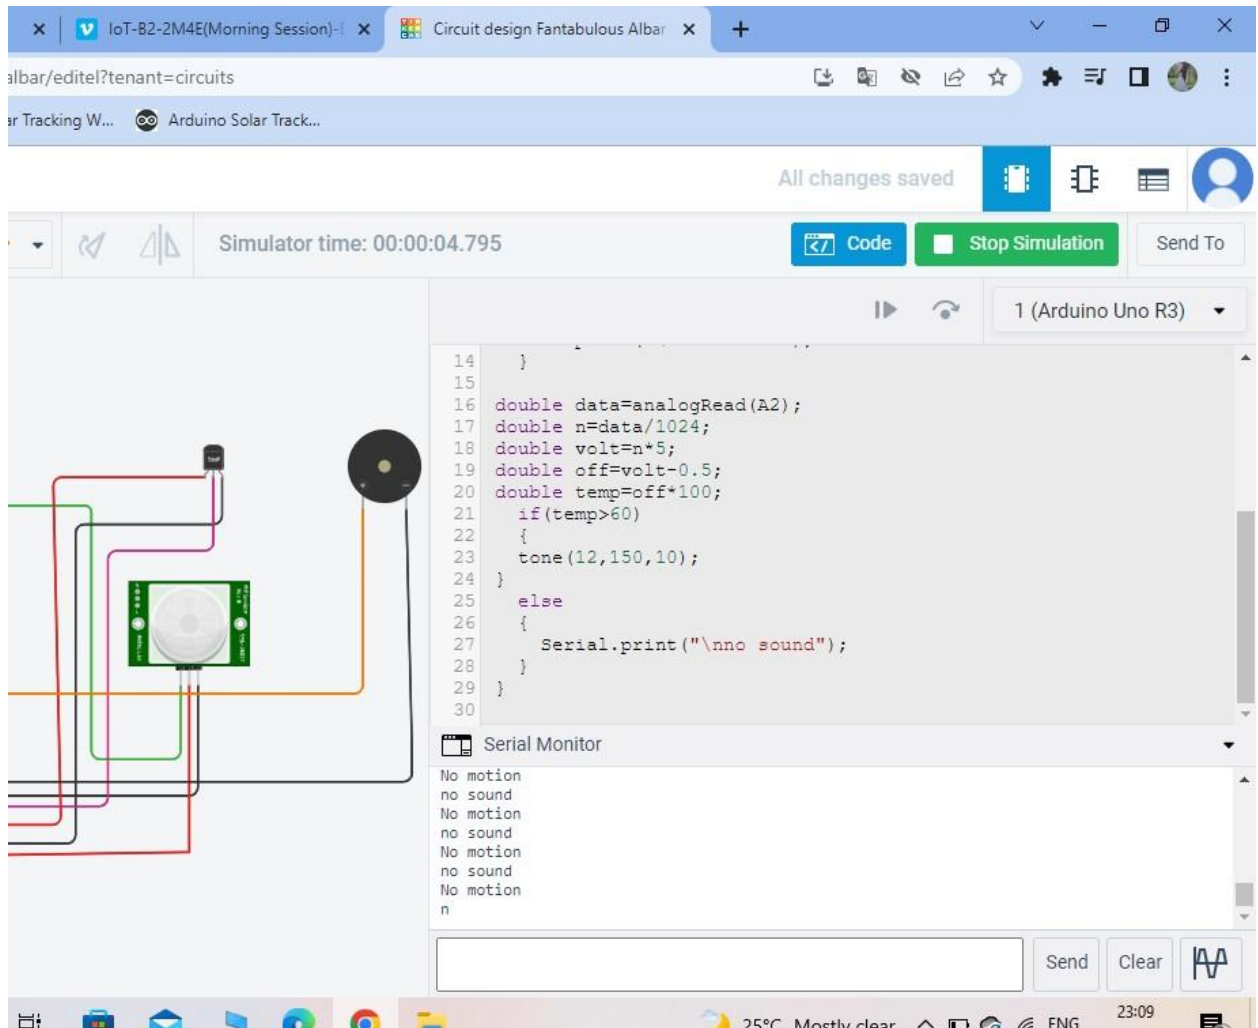 IoT-B2-2M4E(Morning Session)-
Circuit design Fantabulous Albar
albar/editel?tenant=circuits
ar Tracking W...
Arduino Solar Track...
All changes saved
Simulator time: 00:00:04.795
Code
Stop Simulation
Send To
1 (Arduino Uno R3)
14 }
15
16 double data=analogRead(A2);
17 double n=data/1024;
18 double volt=n*5;
19 double off=volt-0.5;
20 double temp=off*100;
21 if(temp>60)
22 {
23 tone(12,150,10);
24 }
25 else
26 {
27 Serial.print("\nno sound");
28 }
29 }
30
TMP
Serial Monitor
No motion
no sound
No motion
no sound
No motion
no sound
No motion
n
Send
Clear
25°C Mostly clear
ENG
23:09